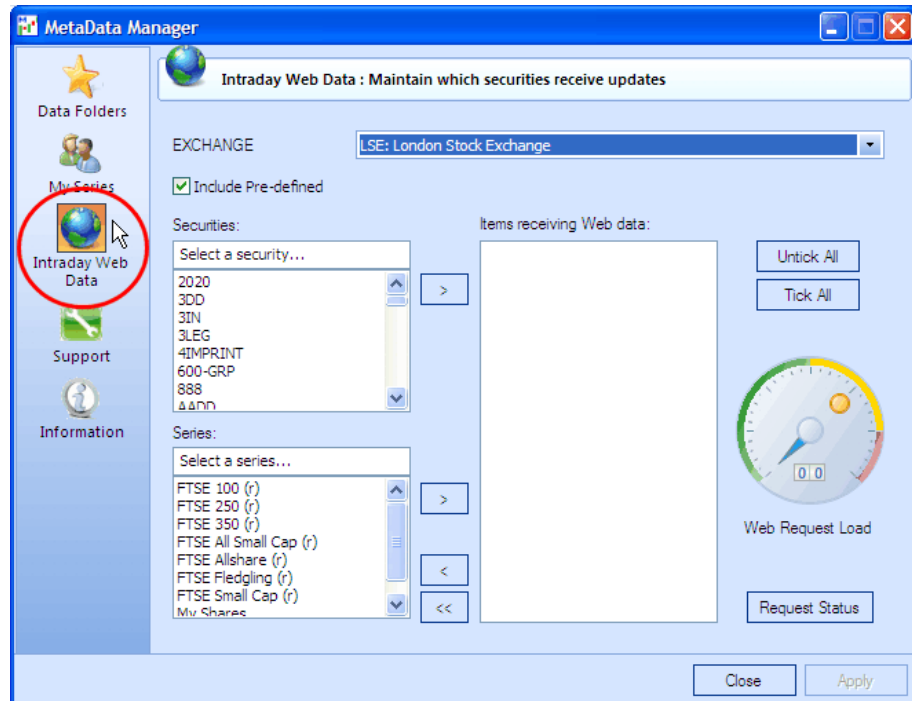 MetaData Manager
Data Folders
My Series
Intraday Web
Data
Support
Information
Intraday Web Data : Maintain which securities receive updates
EXCHANGE
LSE: London Stock Exchange
Include Pre-defined
Securities:
Select a security...
2020
3DD
3IN
3LEG
4IMPRINT
600-GRP
888
AADD
>
Series:
Select a series...
FTSE 100 (r)
FTSE 250 (r)
FTSE 350 (r)
FTSE All Small Cap (r)
FTSE Allshare (r)
FTSE Fledgling (r)
FTSE Small Cap (r)
My Shares
>
<
<<
Items receiving Web data:
Untick All
Tick All
0 0
Web Request Load
Request Status
Close
Apply